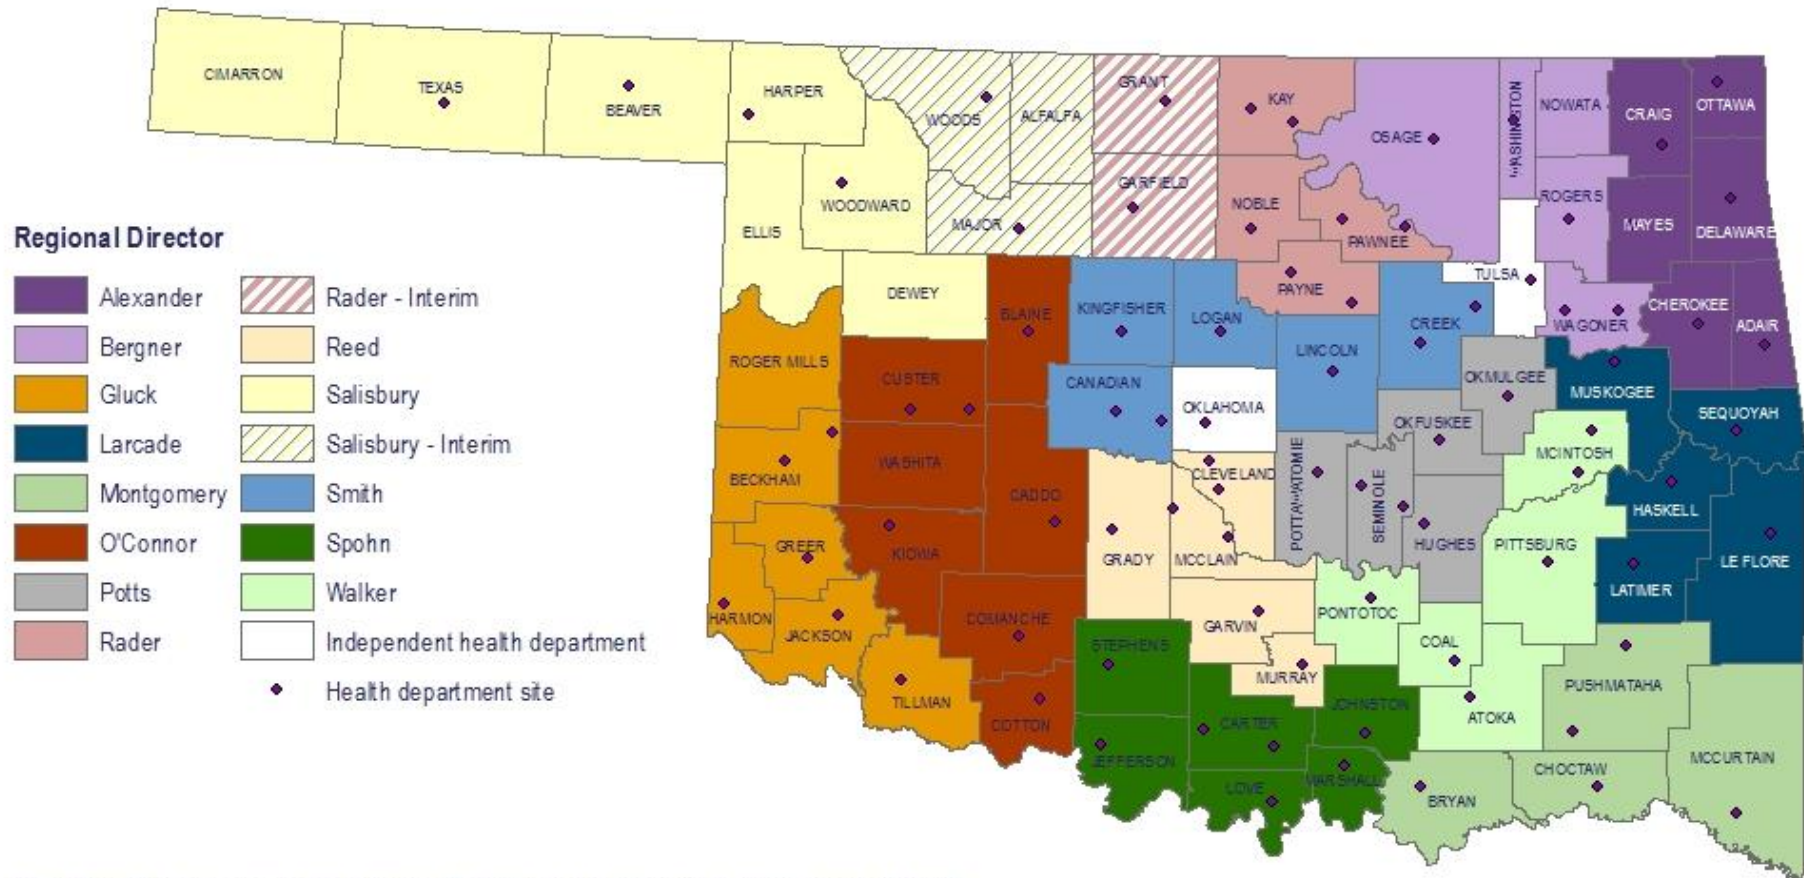 CIMARRON
TEXAS
BEAVER
HARPER
WOODS
ALFALFA
GRANT
KAY
OSAGE
WASHINGTON
NOWATA
CRAIG
OTTAWA
ELLIS
WOODWARD
MAJOR
GARFIELD
NOBLE
PAWNEE
ROGERS
MAYES
DELAWARE
Regional Director
Alexander
Rader - Interim
Bergner
Reed
Gluck
Salisbury
Larcade
Salisbury - Interim
Montgomery
Smith
O'Connor
Spohn
Potts
Walker
Rader
Independent health department
Health department site
DEWEY
BLAINE
KINGFISHER
LOGAN
PAYNE
CREEK
TULSA
WAGONER
CHEROKEE
ADAIR
ROGER MILLS
CUSTER
CANADIAN
OKLAHOMA
LINCOLN
OKMULGEE
MUSKOGEE
SEQUOYAH
BECKHAM
WASHITA
CADDO
CLEVELAND
POTTAWATOMIE
SEMINOLE
OKFUSKEE
MCINTOSH
HASKELL
GREER
KIOWA
GRADY
MCCLAIN
HUGHES
PITTSBURG
LATIMER
LE FLORE
HARMON
JACKSON
COMANCHE
GARVIN
PONTOTOC
COAL
STEPHENS
MURRAY
TILLMAN
COTTON
CARTER
JOHNSTON
ATOKA
PUSHMATAHA
JEFFERSON
LOVE
MARSHALL
BRYAN
CHOCTAW
MCCURTAIN